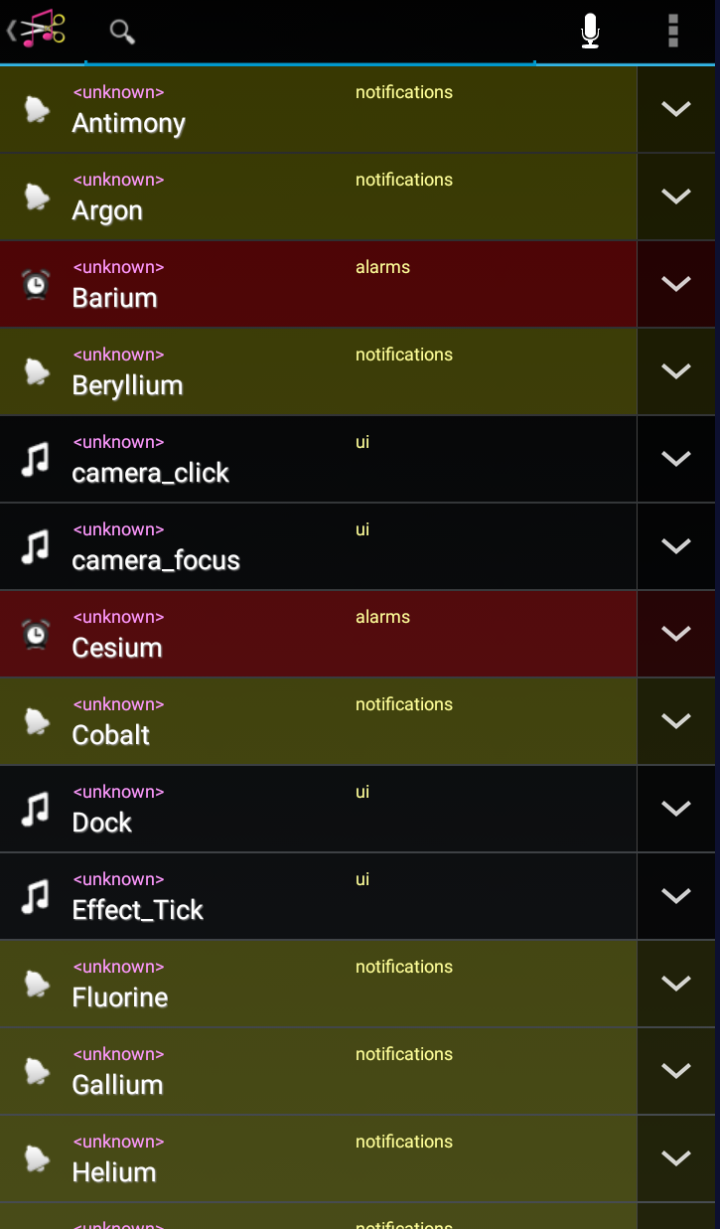 <unknown> notifications
Antimony
<unknown> notifications
Argon
<unknown> alarms
Barium
<unknown> notifications
Beryllium
<unknown> ui
camera_click
<unknown> ui
camera_focus
<unknown> alarms
Cesium
<unknown> notifications
Cobalt
<unknown> ui
Dock
<unknown> ui
Effect_Tick
<unknown> notifications
Fluorine
<unknown> notifications
Gallium
<unknown> notifications
Helium
<unknown> notifications